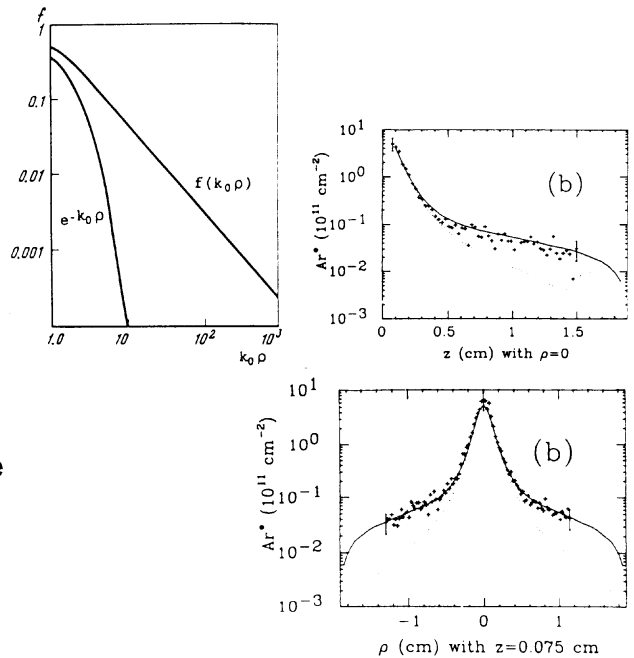 f
1
0.1
0.01
0.001
f(k₀ρ)
e-k₀ρ
1.0 10 10² 10³
k₀ρ
(b)
Ar* (10¹¹ cm⁻²)
10¹
10⁰
10⁻¹
10⁻²
10⁻³
0 0.5 1 1.5
z (cm) with ρ=0
(b)
Ar* (10¹¹ cm⁻²)
10¹
10⁰
10⁻¹
10⁻²
10⁻³
−1 0 1
ρ (cm) with z=0.075 cm
e